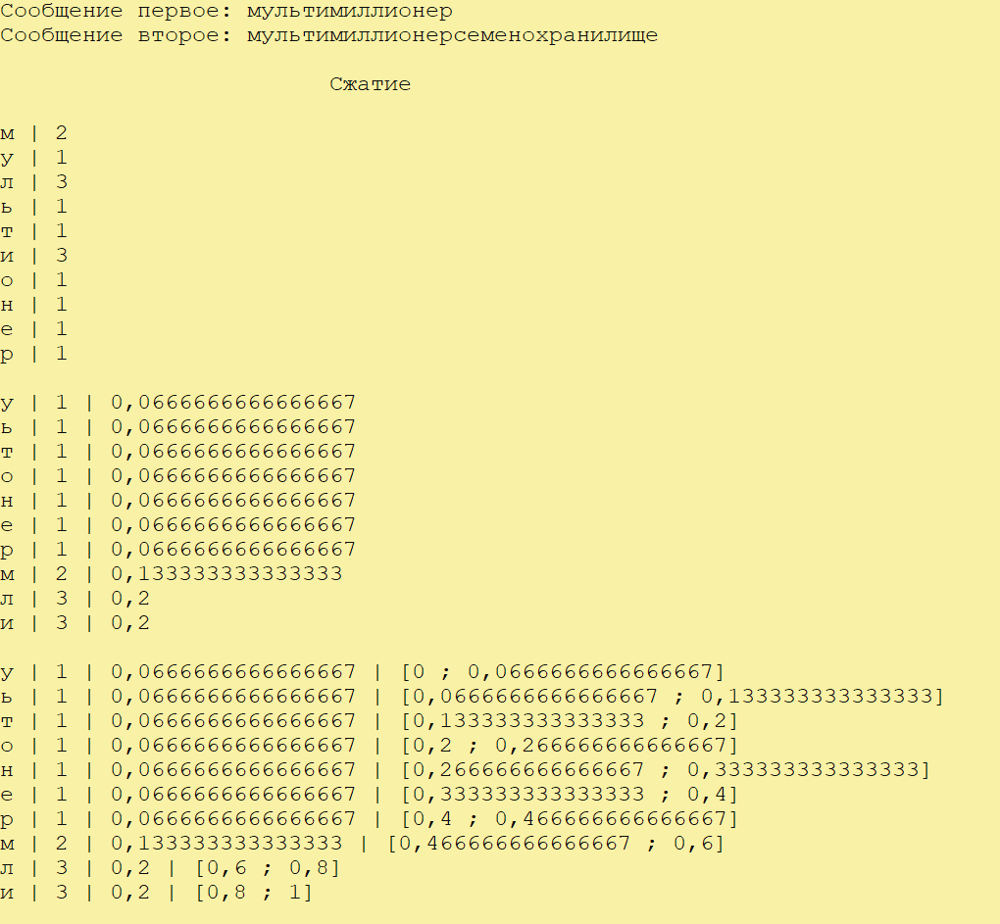 Сообщение первое: мультимиллионер
Сообщение второе: мультимиллионерсеменохранилище
Сжатие
м | 2
у | 1
л | 3
ь | 1
т | 1
и | 3
о | 1
н | 1
е | 1
р | 1
у | 1 | 0,0666666666666667
ь | 1 | 0,0666666666666667
т | 1 | 0,0666666666666667
о | 1 | 0,0666666666666667
н | 1 | 0,0666666666666667
е | 1 | 0,0666666666666667
р | 1 | 0,0666666666666667
м | 2 | 0,133333333333333
л | 3 | 0,2
и | 3 | 0,2
у | 1 | 0,0666666666666667 | [0 ; 0,0666666666666667]
ь | 1 | 0,0666666666666667 | [0,0666666666666667 ; 0,133333333333333]
т | 1 | 0,0666666666666667 | [0,133333333333333 ; 0,2]
о | 1 | 0,0666666666666667 | [0,2 ; 0,266666666666667]
н | 1 | 0,0666666666666667 | [0,266666666666667 ; 0,333333333333333]
е | 1 | 0,0666666666666667 | [0,333333333333333 ; 0,4]
р | 1 | 0,0666666666666667 | [0,4 ; 0,466666666666667]
м | 2 | 0,133333333333333 | [0,466666666666667 ; 0,6]
л | 3 | 0,2 | [0,6 ; 0,8]
и | 3 | 0,2 | [0,8 ; 1]